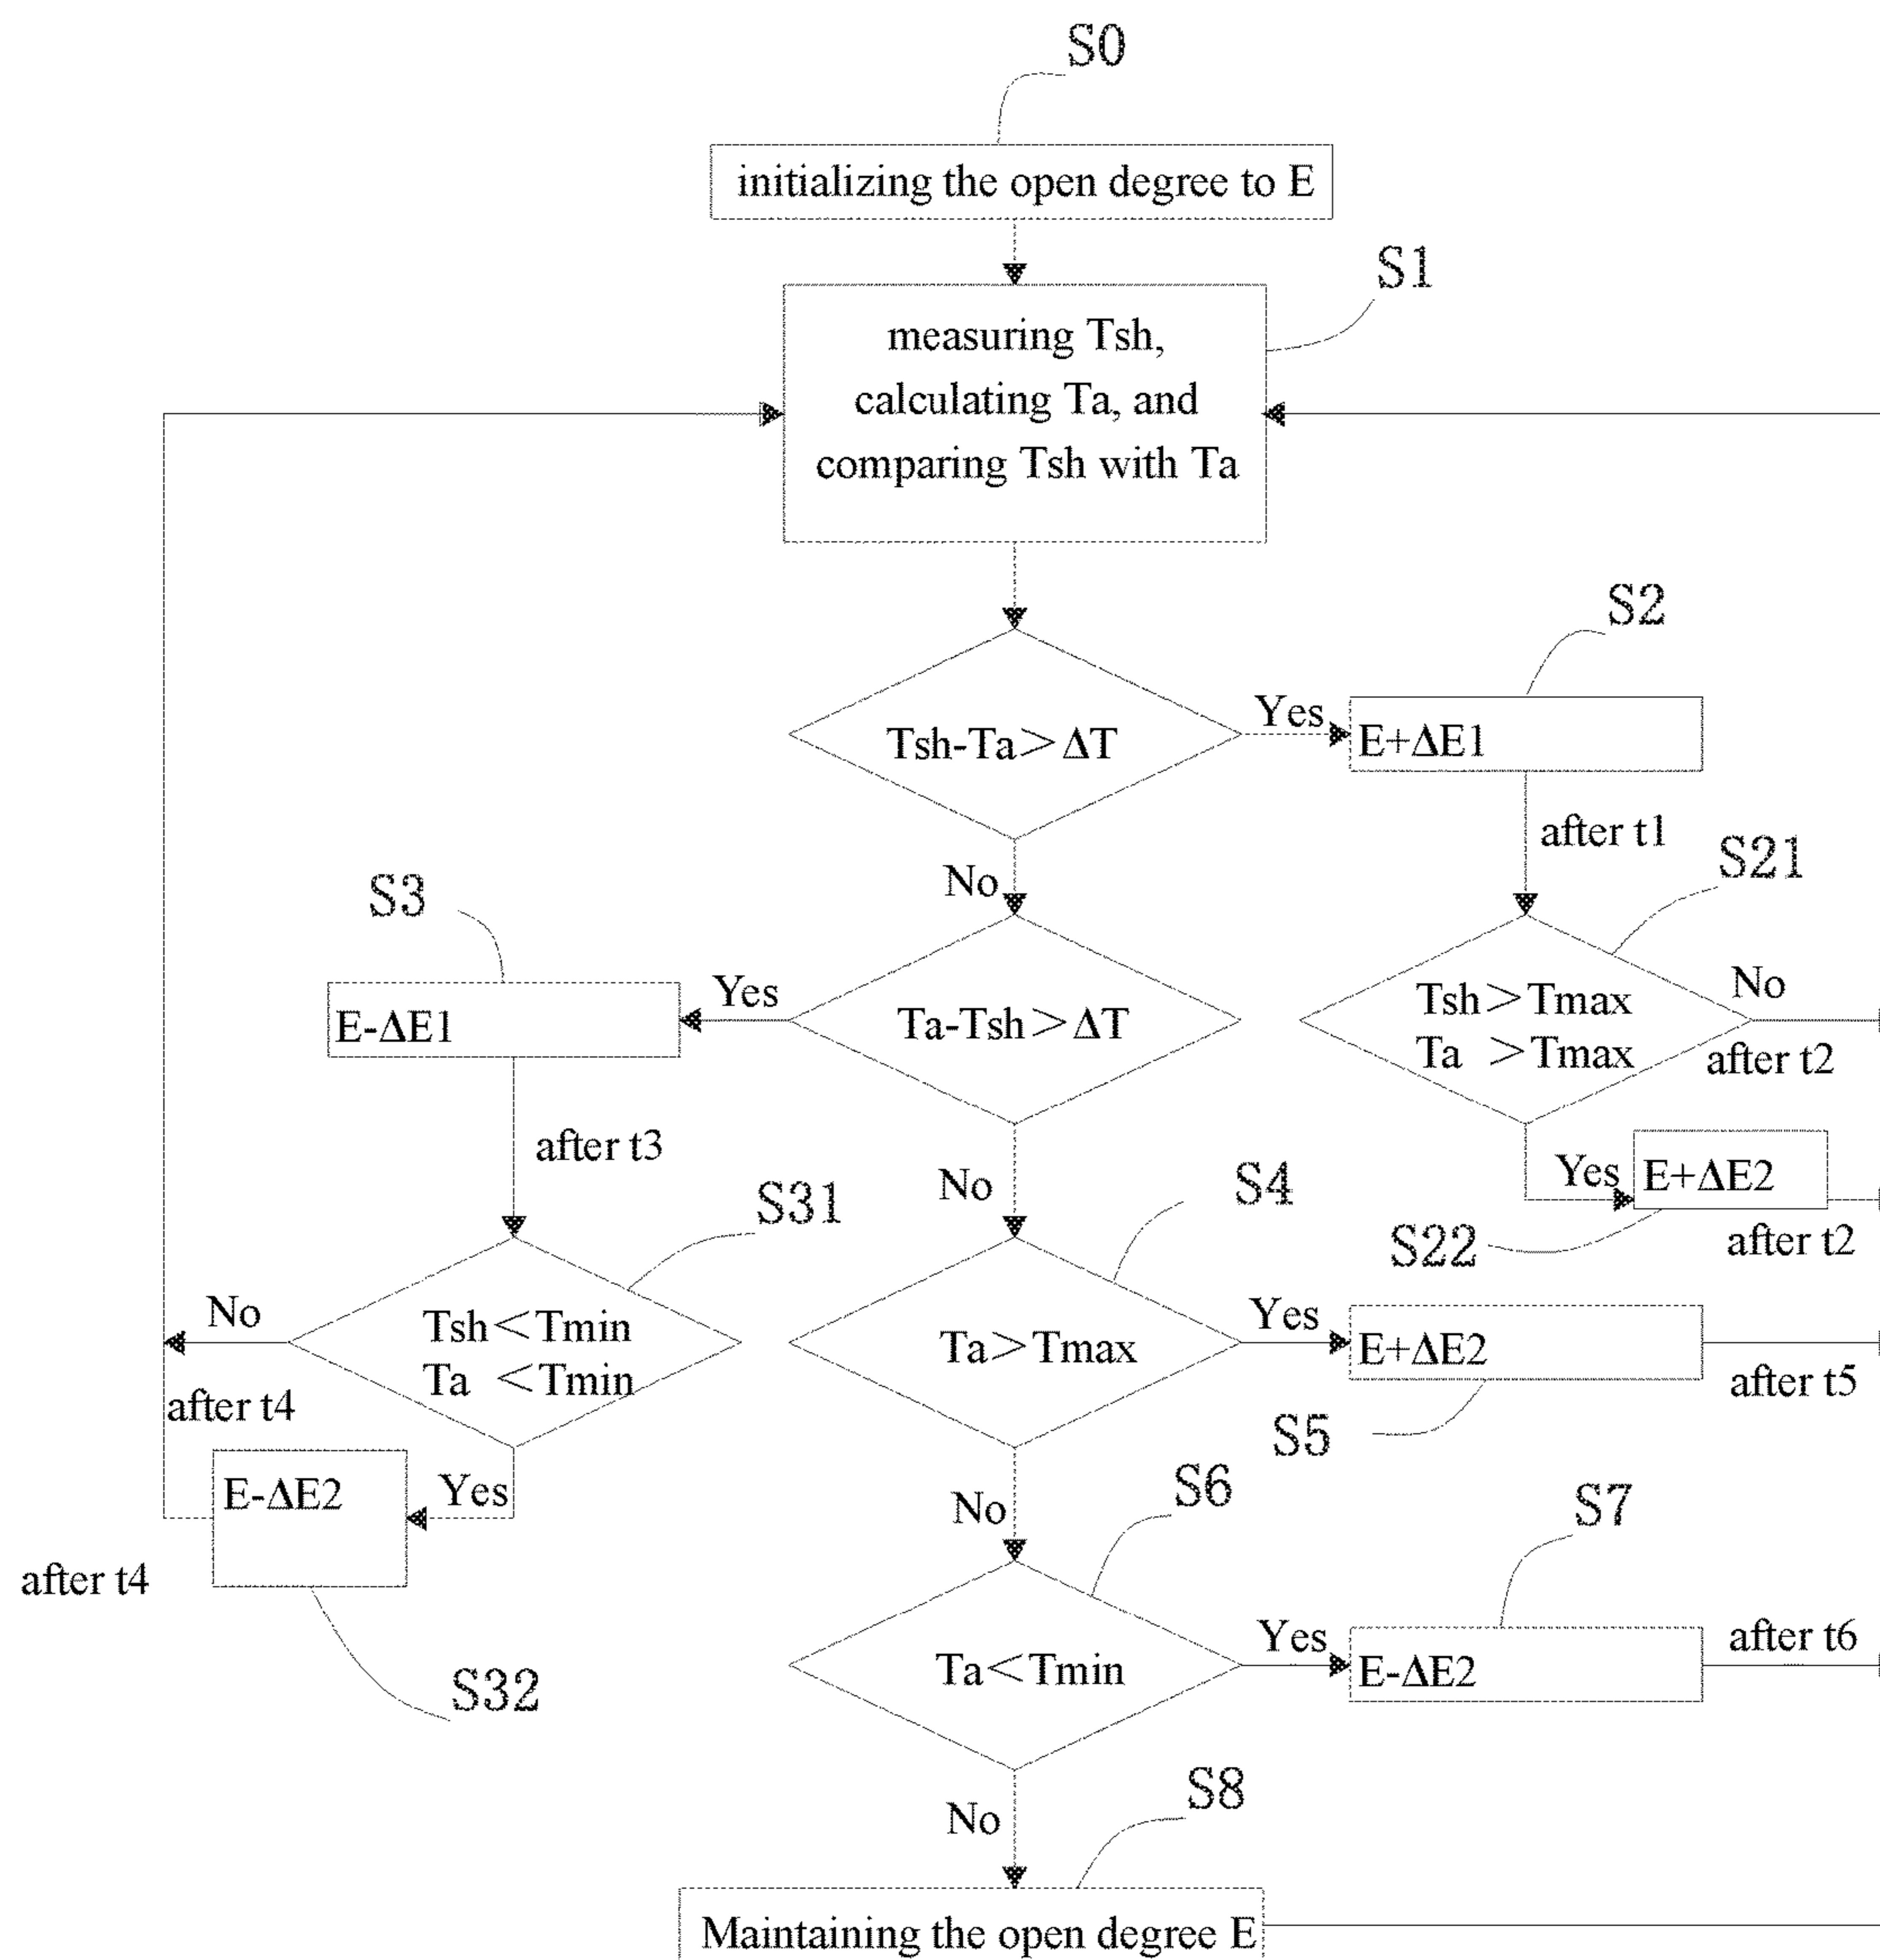 S0
initializing the open degree to E
S1
measuring Tsh,
calculating Ta, and
comparing Tsh with Ta
S2
Tsh-Ta>ΔT
Yes
E+ΔE1
after t1
S21
No
S3
Yes
E-ΔE1
Ta-Tsh>ΔT
Tsh>Tmax
Ta >Tmax
No
after t2
after t3
No
Yes
E+ΔE2
S22
after t2
S31
S4
No
Tsh<Tmin
Ta <Tmin
after t4
Ta>Tmax
Yes
E+ΔE2
after t5
S5
E-ΔE2
Yes
after t4
S32
No
S6
S7
Ta<Tmin
Yes
E-ΔE2
after t6
No
S8
Maintaining the open degree E